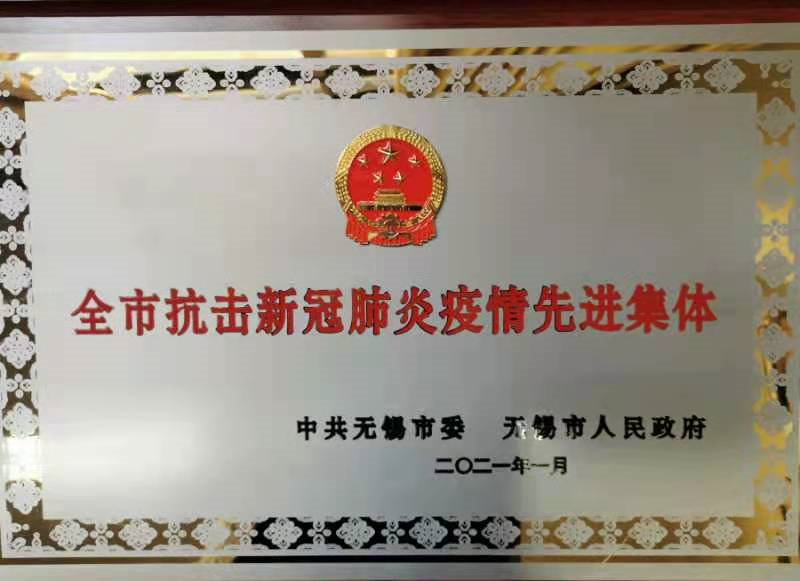 全市抗击新冠肺炎疫情先进集体
中共无锡市委 无锡市人民政府
二〇二一年一月